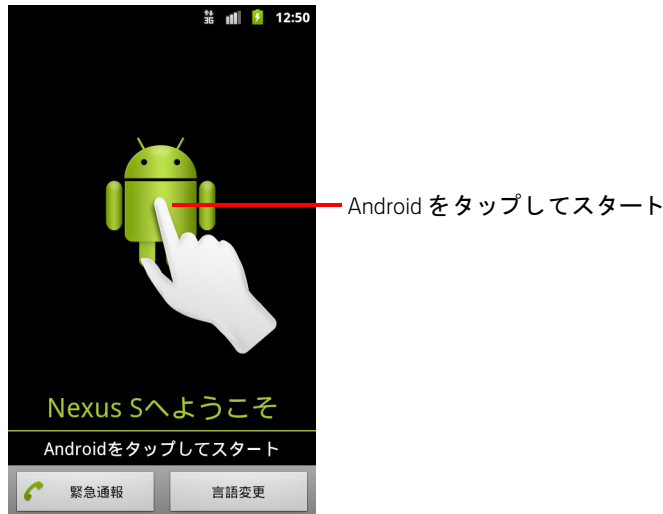 3G 12:50
Android をタップしてスタート
Nexus Sへようこそ
Androidをタップしてスタート
緊急通報 言語変更